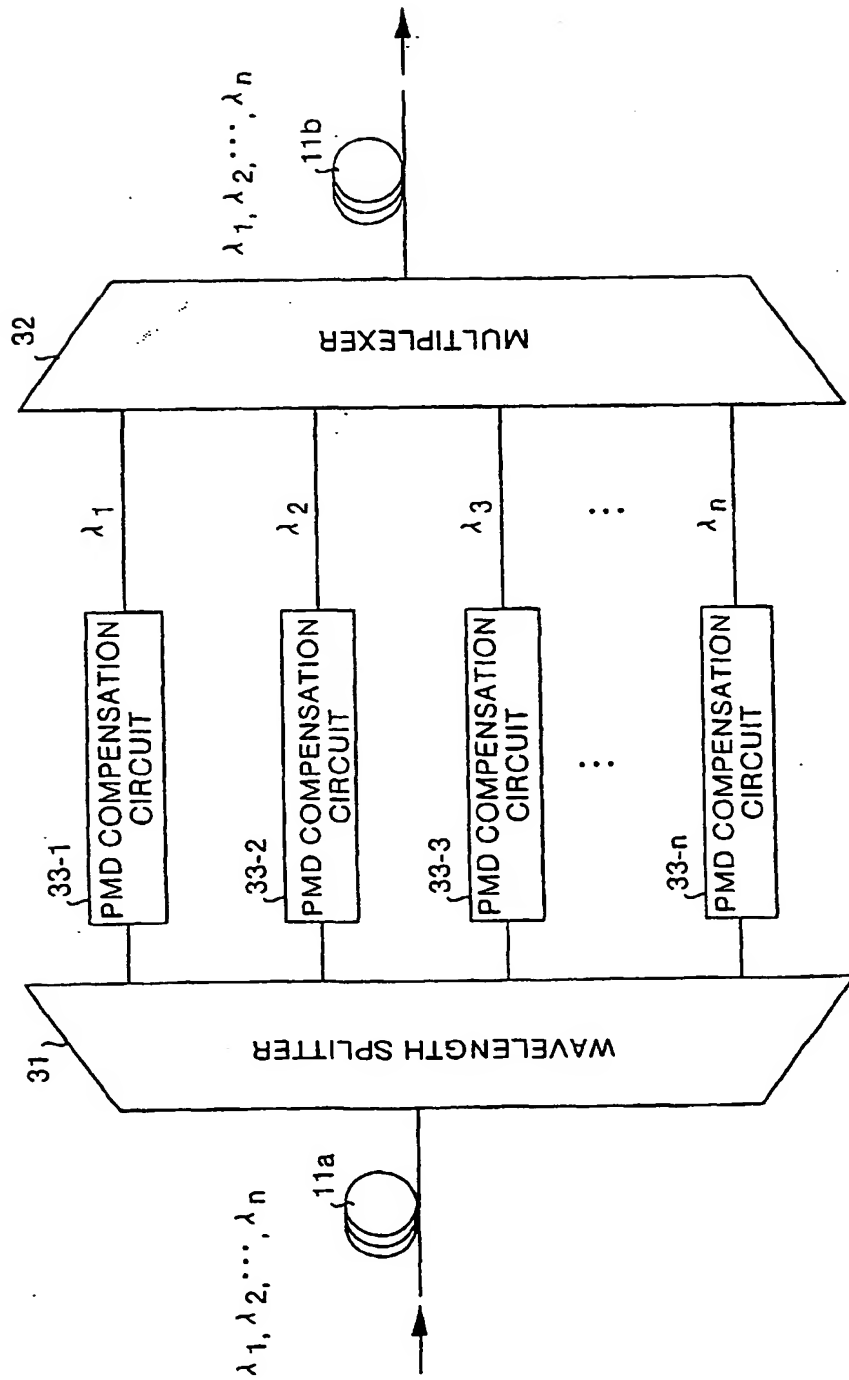 λ1, λ2, ···, λn
11a
31
WAVELENGTH SPLITTER
33-1
PMD COMPENSATION
CIRCUIT
λ1
33-2
PMD COMPENSATION
CIRCUIT
λ2
33-3
PMD COMPENSATION
CIRCUIT
λ3
...
...
33-n
PMD COMPENSATION
CIRCUIT
λn
32
MULTIPLEXER
λ1, λ2, ···, λn
11b